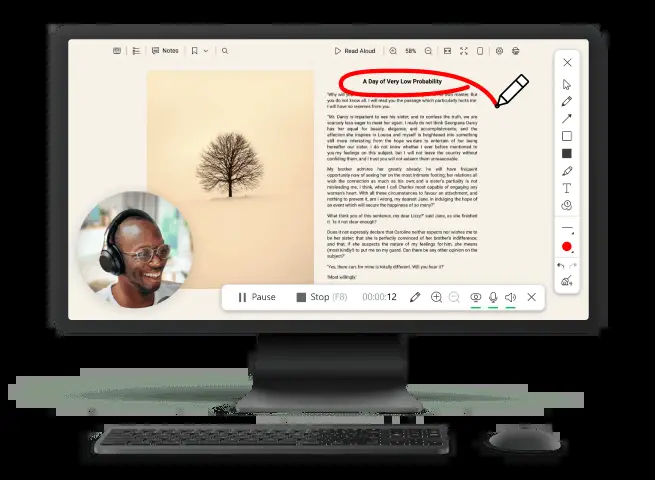 Notes
Read Aloud
58%
A Day of Very Low Probability
you do not know all. I will read you the passage which particularly hurts me.
I will have no reserves from you.
"Mr. Darcy is impatient to see his sister; and to confess the truth, we are
scarcely less eager to meet her again. I really do not think Georgiana Darcy
has her equal for beauty, elegance, and accomplishments; and the
affection she inspires in Louisa and myself is heightened into something
still more interesting from the hope we dare to entertain of her being
hereafter our sister. I do not know whether I ever before mentioned to
you my feelings on this subject, but I will not leave the country without
confiding them, and I trust you will not esteem them unreasonable.
My brother admires her greatly already; he will have frequent
opportunity now of seeing her on the most intimate footing; her relations all
wish the connection as much as his own; and a sister's partiality is not
misleading me, I think, when I call Charles most capable of engaging any
woman's heart. With all these circumstances to favour an attachment, and
nothing to prevent it, am I wrong, my dearest Jane, in indulging the hope of
an event which will secure the happiness of so many?"
What think you of this sentence, my dear Lizzy?" said Jane, as she finished
it. "Is it not clear enough?
Does it not expressly declare that Caroline neither expects nor wishes me to
be her sister; that she is perfectly convinced of her brother's indifference;
and that, if she suspects the nature of my feelings for him, she means
(most kindly!) to put me on my guard. Can there be any other opinion on the
subject?"
"Yes, there can; for mine is totally different. Will you hear it?"
"Most willingly.
Pause
Stop (F8)
00:00:12
T